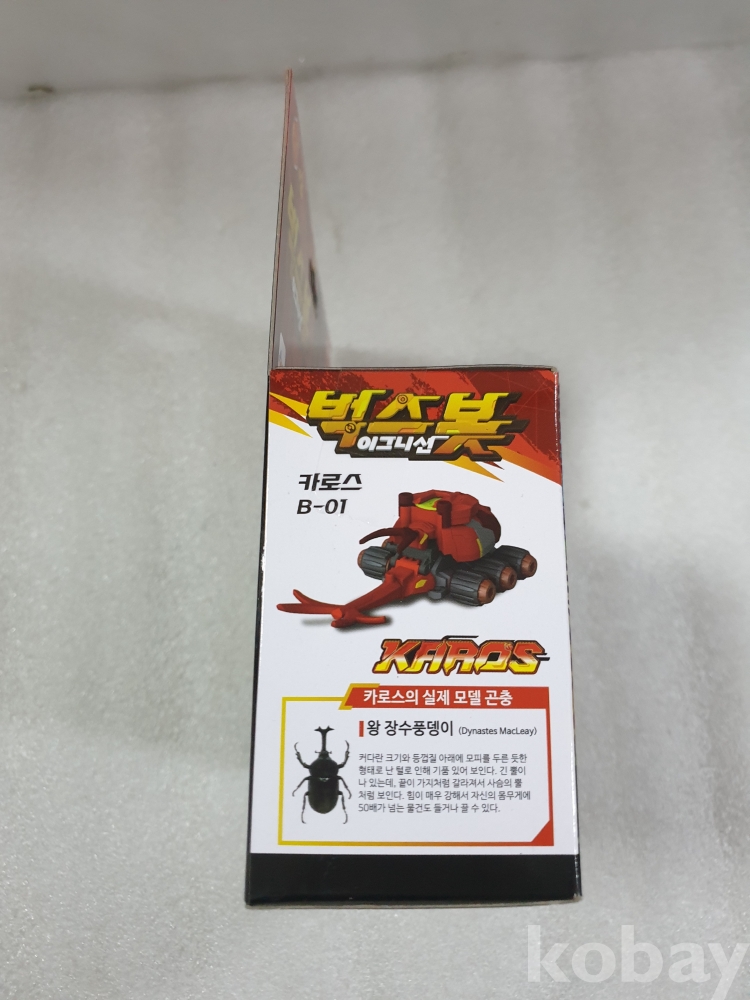 벅스봇
이그니션
카로스
B-01
KAROS
카로스의 실제 모델 곤충
왕 장수풍뎅이 (Dynastes MacLeay)
커다란 크기와 등껍질 아래에 모피를 두른 듯한
형태로 난 털로 인해 기품 있어 보인다. 긴 뿔이
나 있는데, 끝이 가지처럼 갈라져서 사슴의 뿔
처럼 보인다. 힘이 매우 강해서 자신의 몸무게에
50배가 넘는 물건도 들거나 끌 수 있다.
kobay